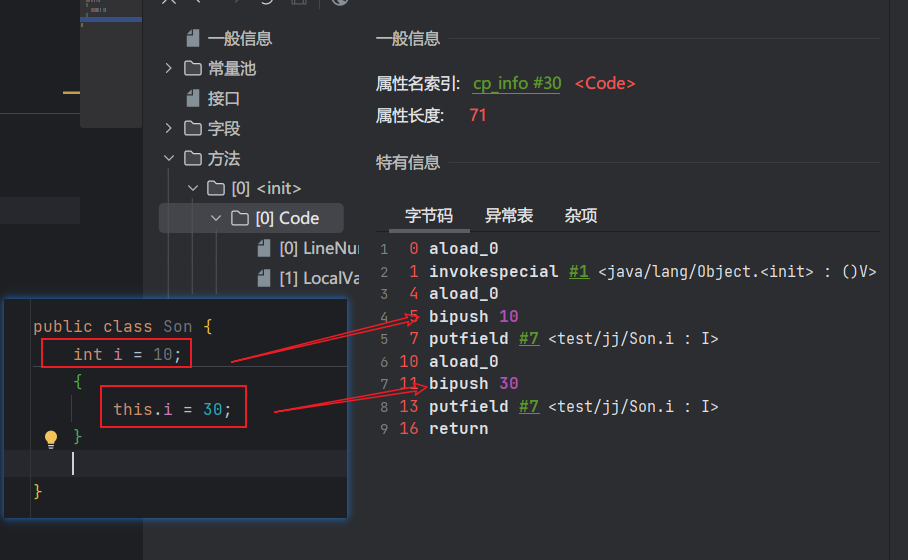 一般信息
常量池
接口
字段
方法
[0] <init>
[0] Code
[0] LineNu
[1] LocalVa
一般信息
属性名索引: cp_info #30 <Code>
属性长度: 71
特有信息
字节码 异常表 杂项
1 0 aload_0
2 1 invokespecial #1 <java/lang/Object.<init> : ()V>
3 4 aload_0
4 5 bipush 10
5 7 putfield #7 <test/jj/Son.i : I>
6 10 aload_0
7 11 bipush 30
8 13 putfield #7 <test/jj/Son.i : I>
9 16 return
public class Son {
int i = 10;
{
this.i = 30;
}
}